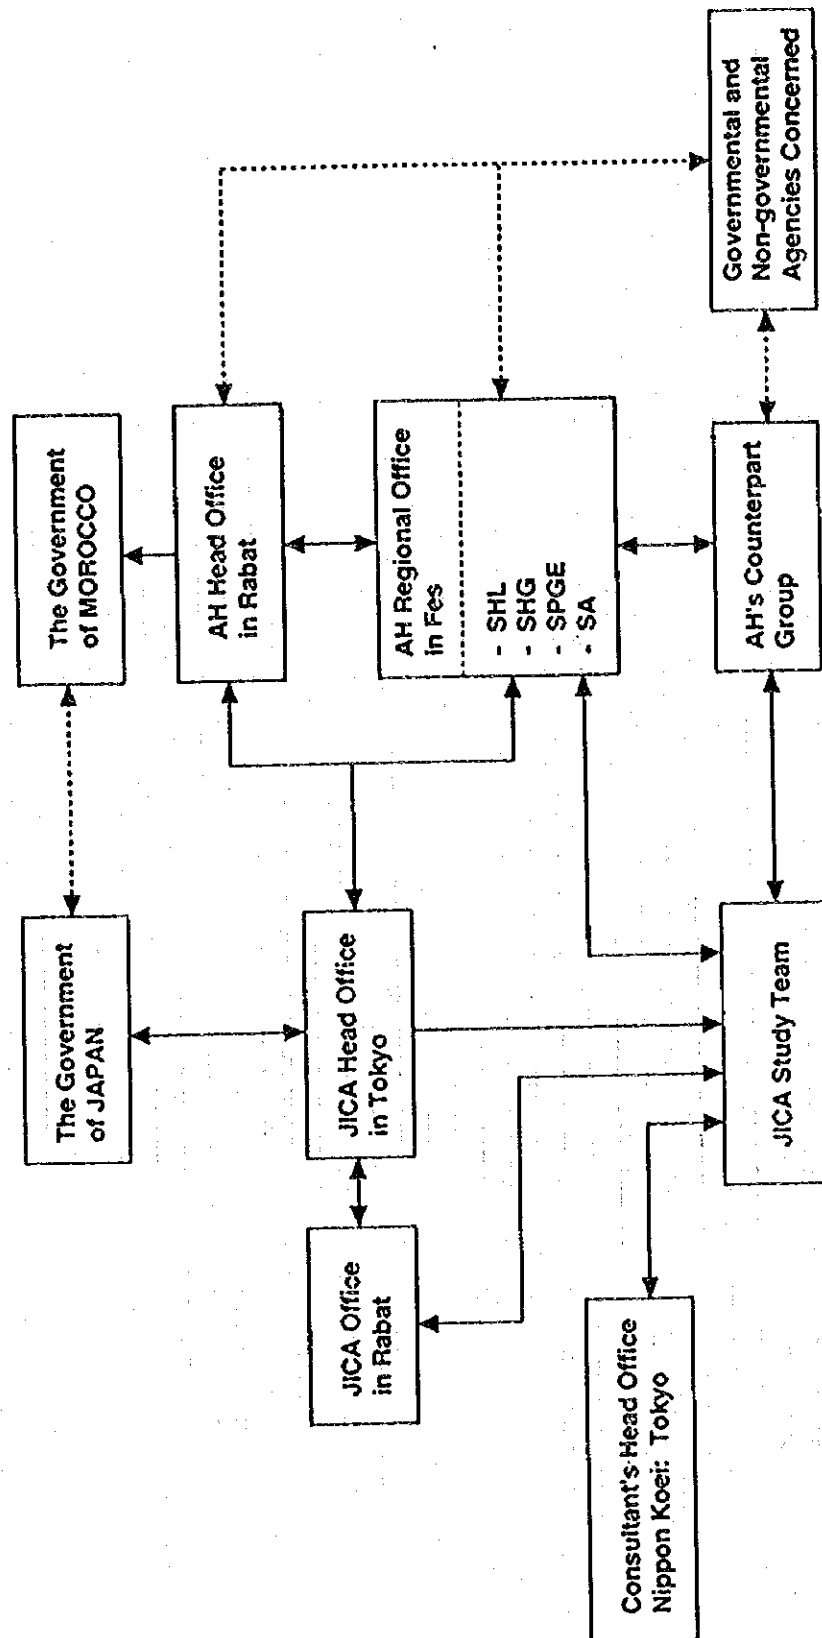 The Government
of JAPAN
The Government
of MOROCCO
JICA Office
in Rabat
JICA Head Office
in Tokyo
AH Head Office
in Rabat
AH Regional Office
in Fes
- SHL
- SHG
- SPGE
- SA
Consultant's Head Office
Nippon Koei: Tokyo
JICA Study Team
AH's Counterpart
Group
Governmental and
Non-governmental
Agencies Concerned